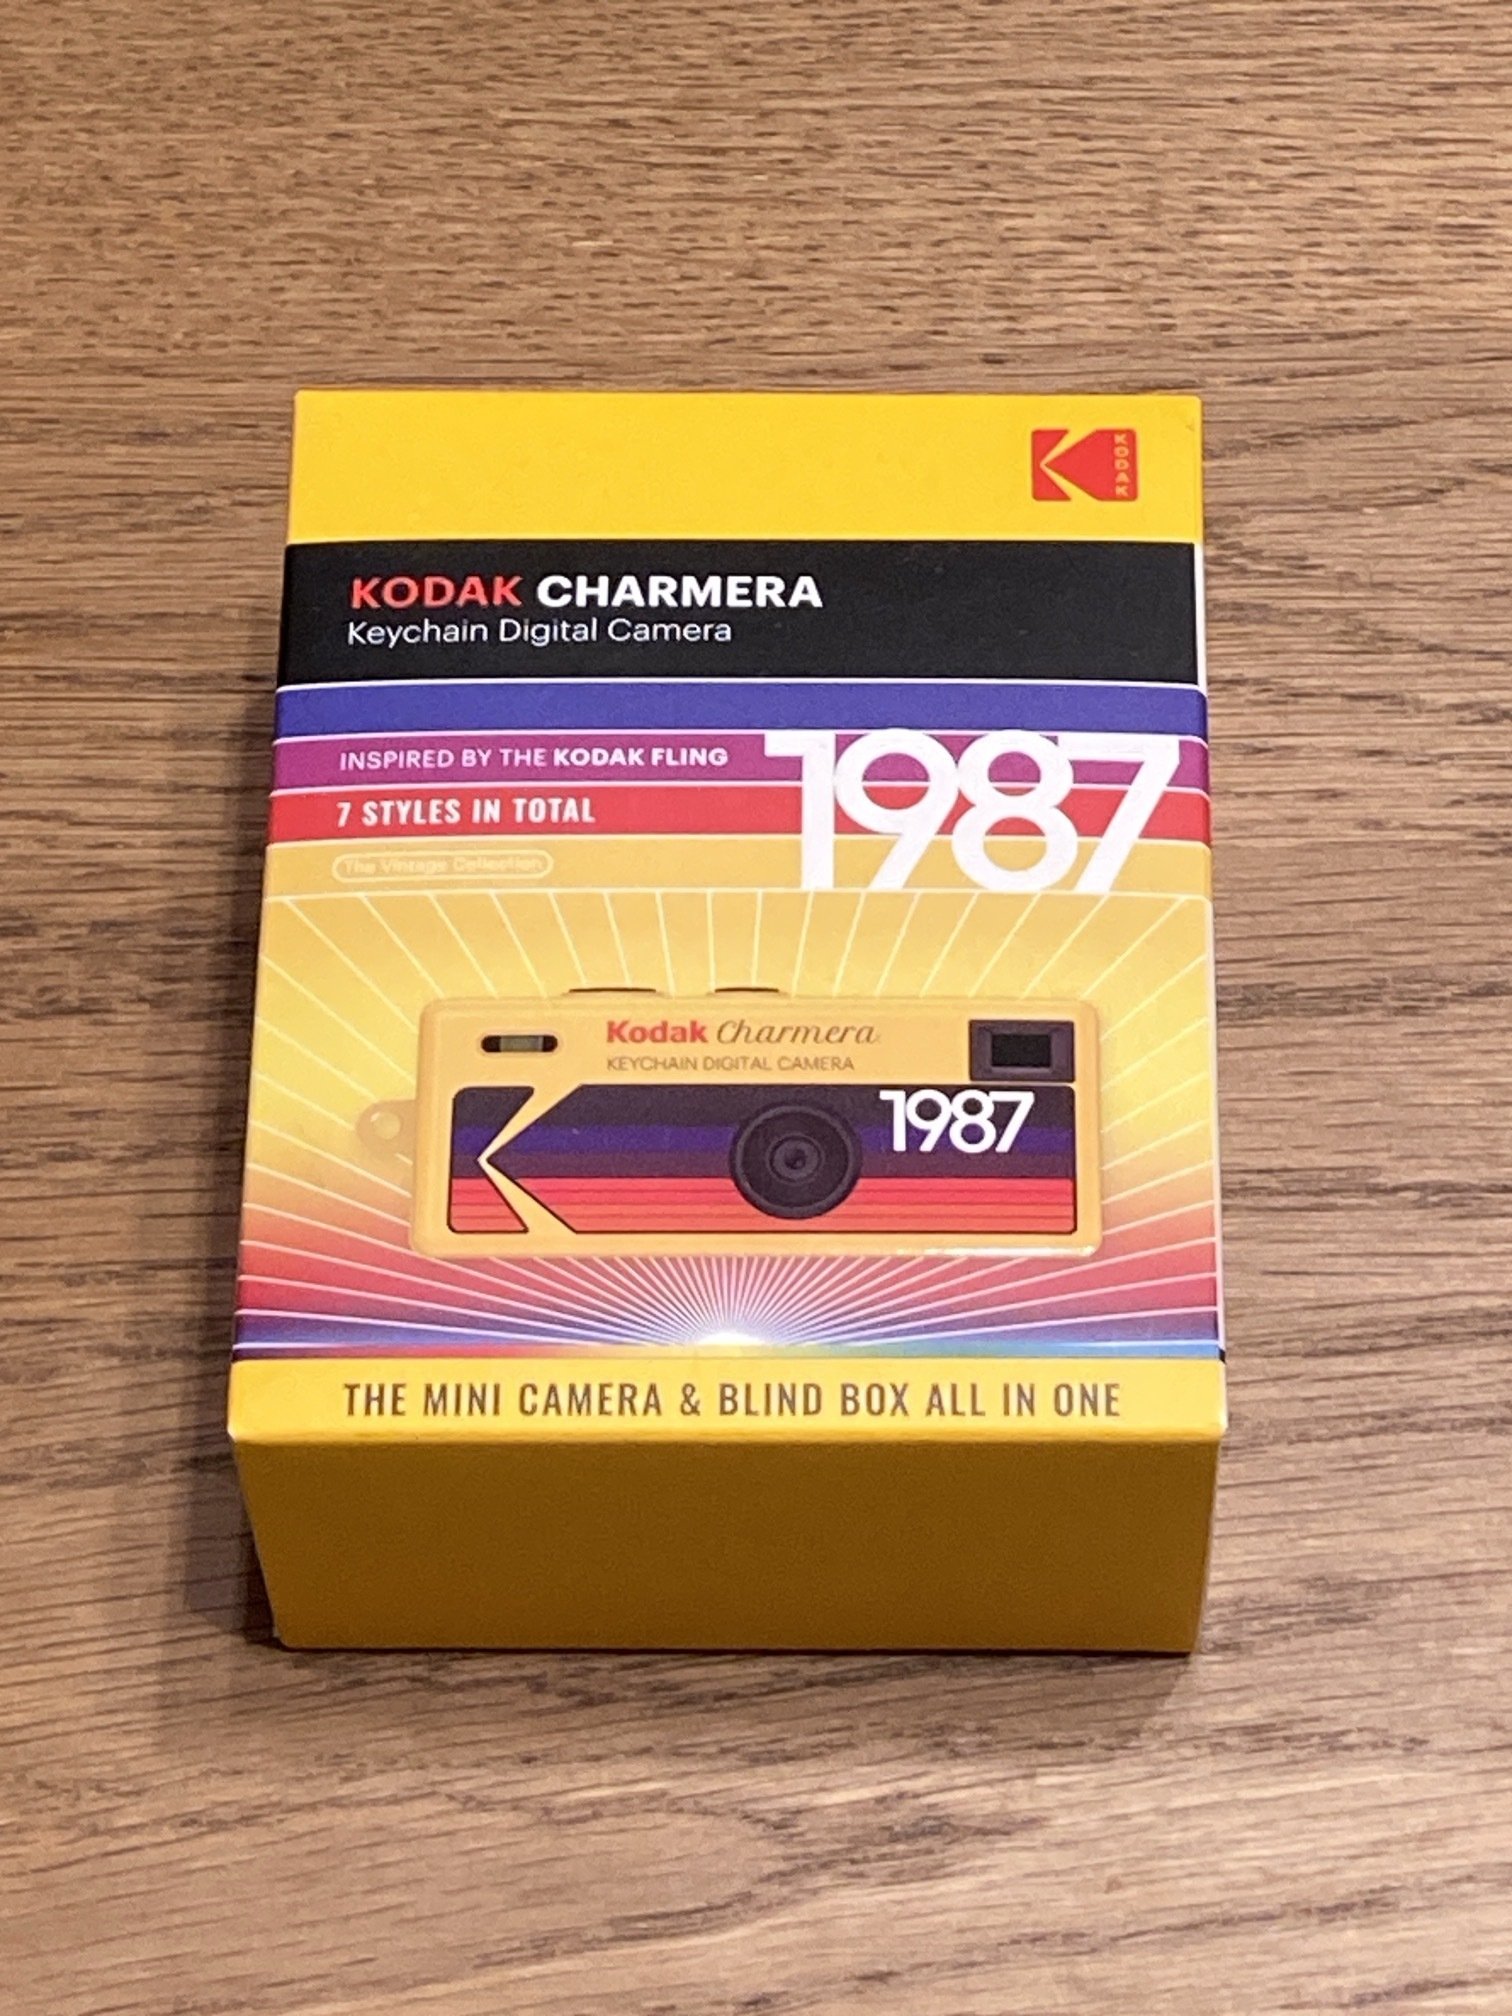 KODAK
KODAK CHARMERA
Keychain Digital Camera
INSPIRED BY THE KODAK FLING
1987
7 STYLES IN TOTAL
The Vintage Collection
Kodak Charmera
KEYCHAIN DIGITAL CAMERA
1987
THE MINI CAMERA & BLIND BOX ALL IN ONE